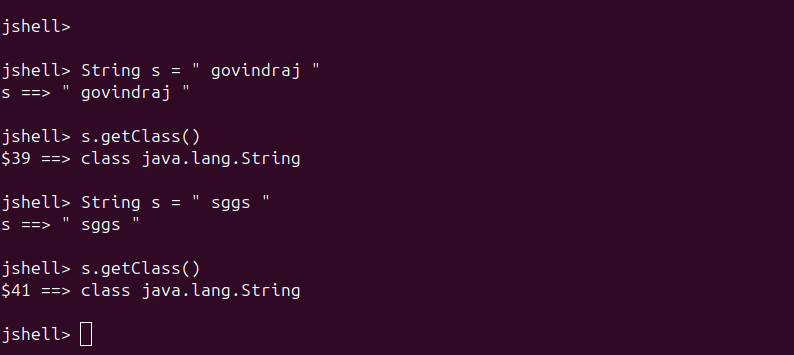 jshell>
jshell> String s = " govindraj "
s ==> " govindraj "
jshell> s.getClass()
$39 ==> class java.lang.String
jshell> String s = " sggs "
s ==> " sggs "
jshell> s.getClass()
$41 ==> class java.lang.String
jshell>